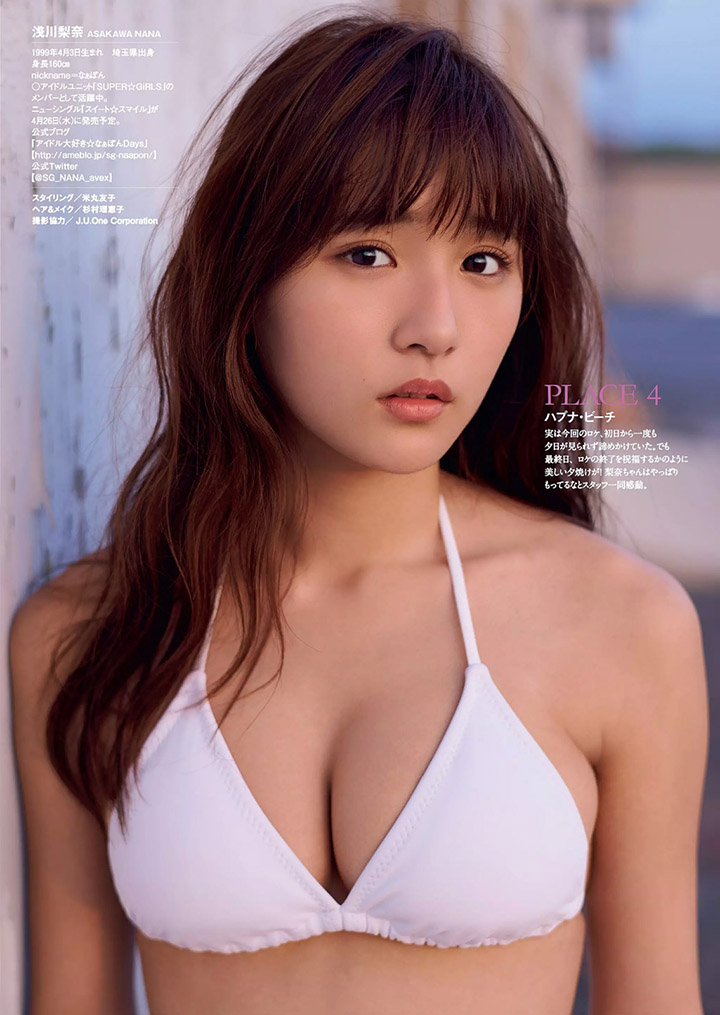 浅川梨奈 ASAKAWA NANA
1999年4月3日生まれ 埼玉県出身
身長160㎝
nickname=なぁぽん
◯アイドルユニット「SUPER☆GiRLS」の
メンバーとして活躍中。
ニューシングル『スイート☆スマイル』が
4月26日(水)に発売予定。
公式ブログ
「アイドル大好き☆なぁぽんDays」
【http://ameblo.jp/sg-naapon/】
公式Twitter
【@SG_NANA_avex】
スタイリング／米丸友子
ヘア&メイク／杉村理恵子
撮影協力／J.U.One Corporation
PLACE 4
ハプナ・ビーチ
実は今回のロケ、初日から一度も
夕日が見られず諦めかけていた。でも
最終日、ロケの終了を祝福するかのように
美しい夕焼けが! 梨奈ちゃんはやっぱり
もってるなとスタッフ一同感動。